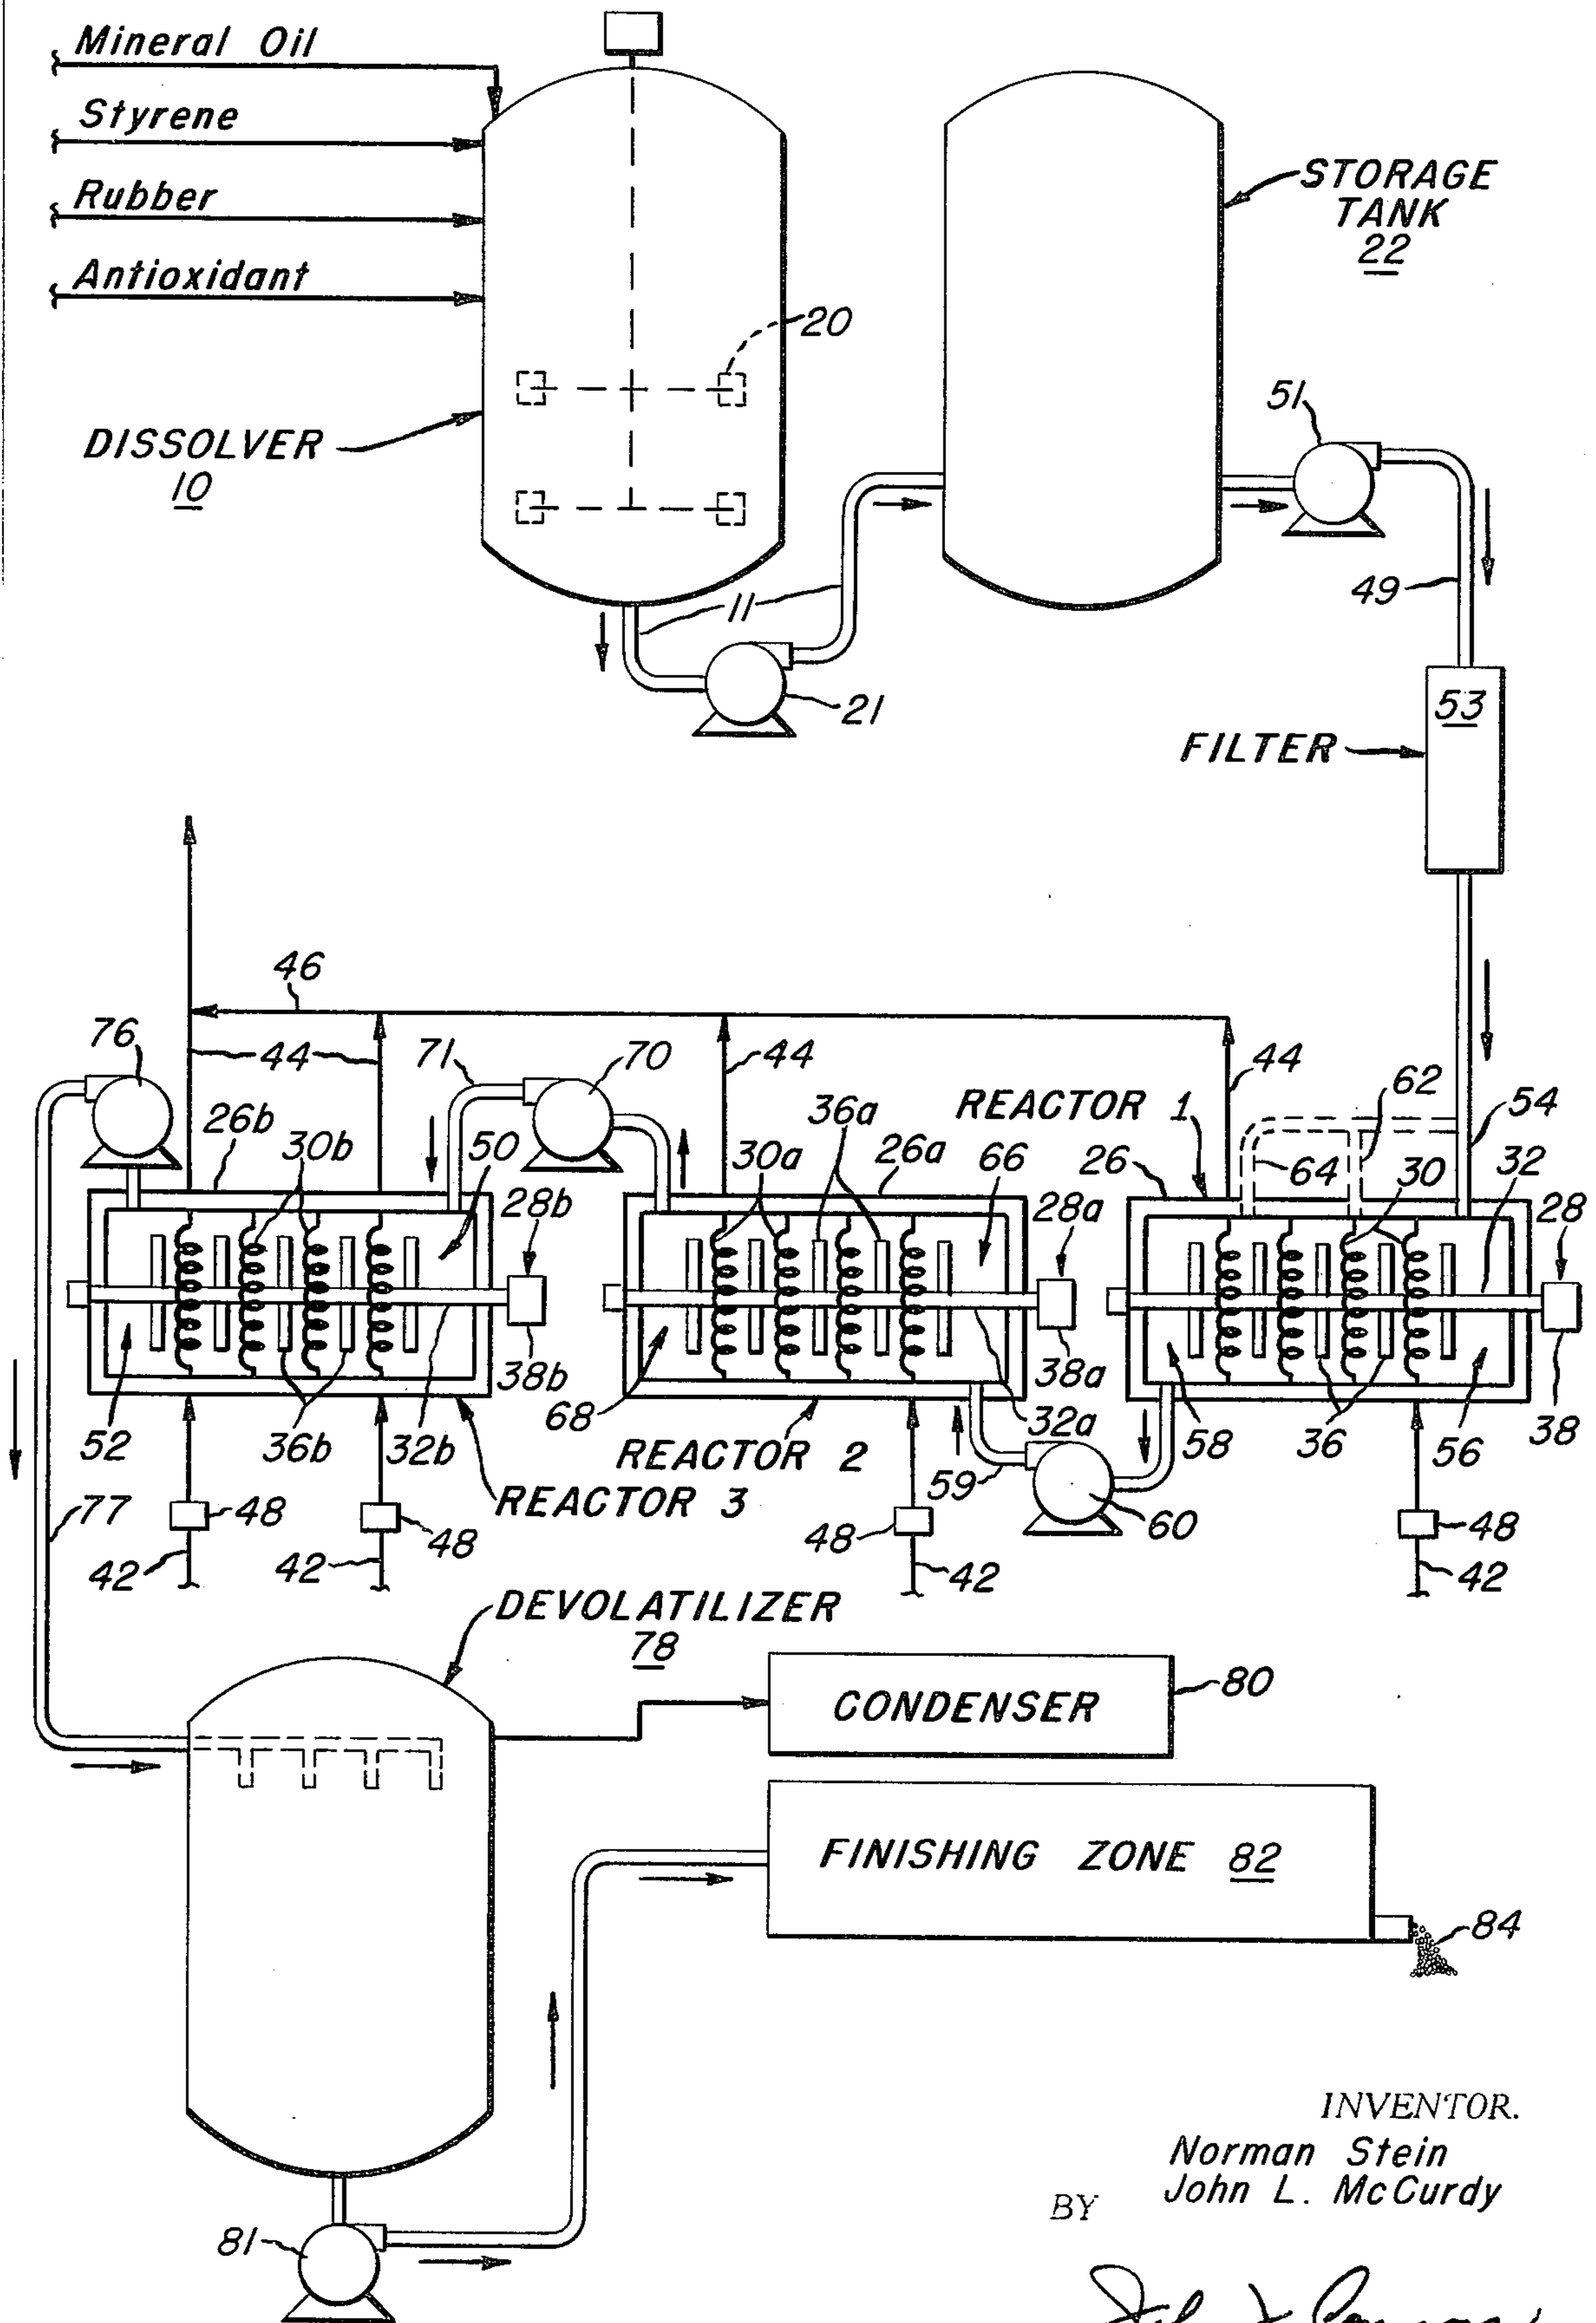 Mineral Oil
Styrene
Rubber
Antioxidant
20
DISSOLVER
10
STORAGE
TANK
22
51
49
11
21
53
FILTER
46
76
44
71
70
44
44
62
54
26b
30b
50
36a
REACTOR 1
30a
26a
66
26
64
30
32
28b
28a
28
52
36b
32b
38b
68
REACTOR 2
32a
38a
58
36
56
38
REACTOR 3
59
60
77
48
48
48
48
42
42
42
42
DEVOLATILIZER
78
CONDENSER
80
FINISHING ZONE 82
84
81
INVENTOR.
Norman Stein
John L. McCurdy
BY